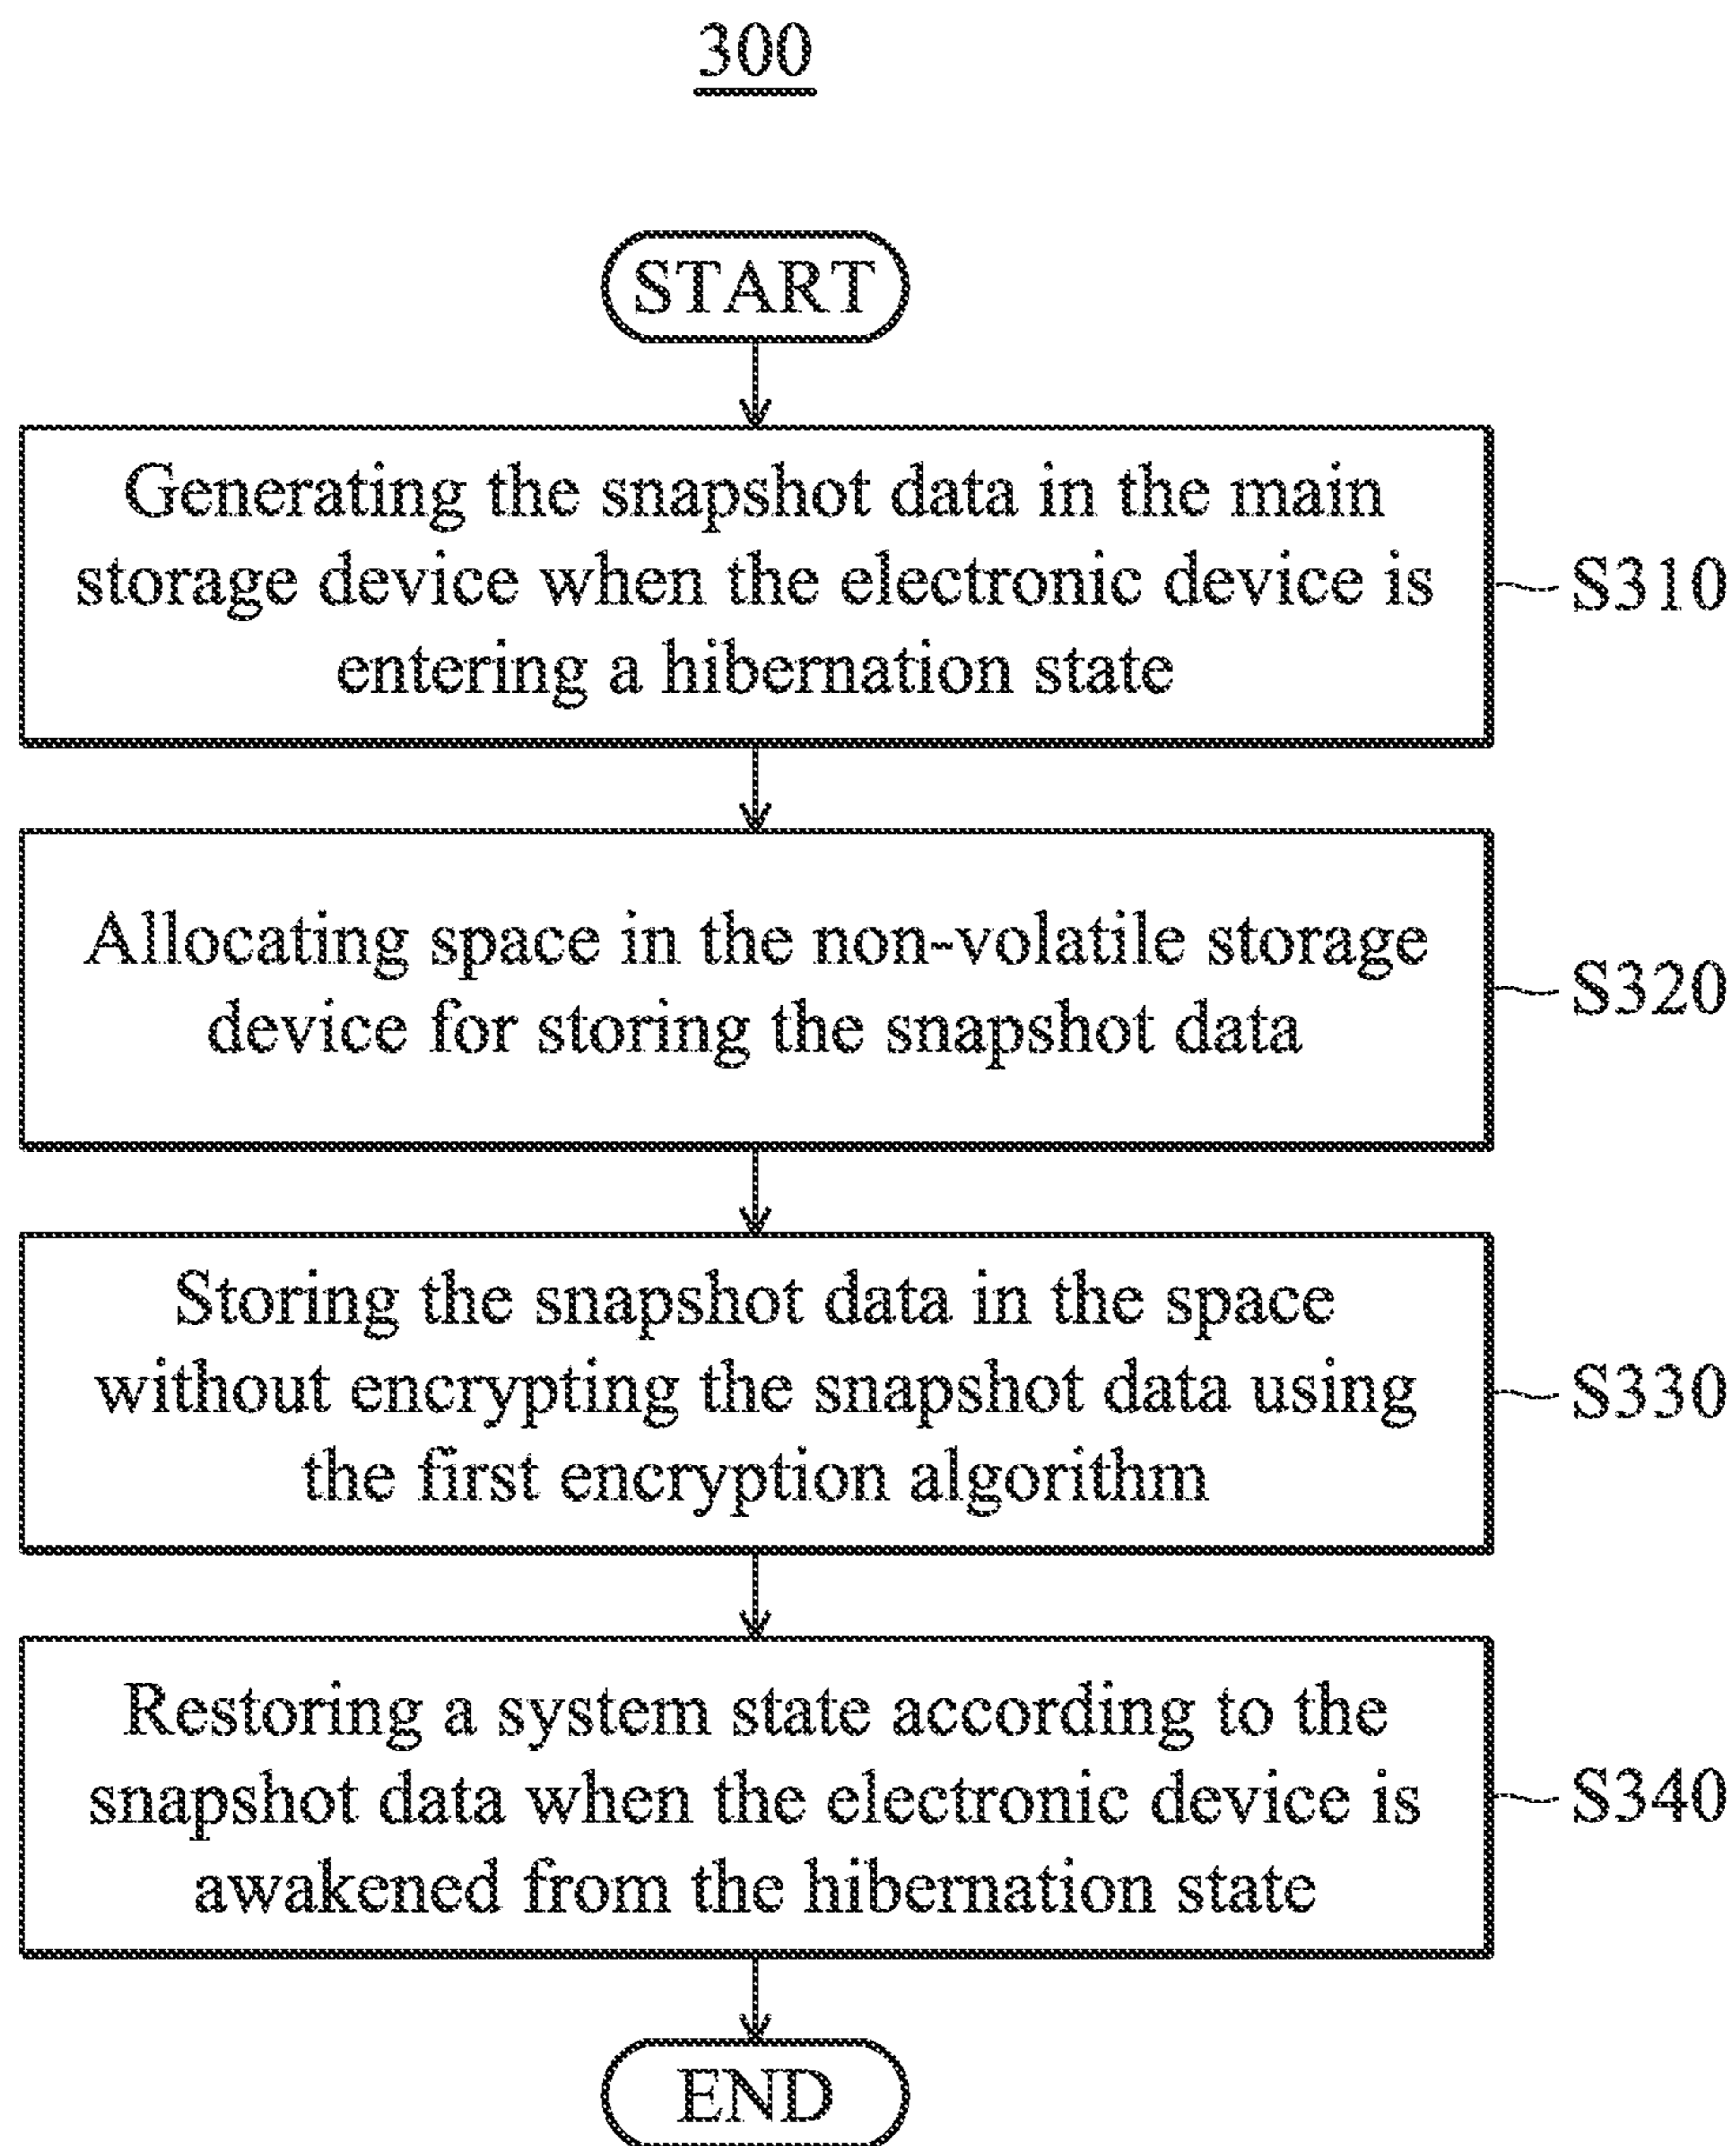 300
START
Generating the snapshot data in the main
storage device when the electronic device is
entering a hibernation state
S310
Allocating space in the non-volatile storage
device for storing the snapshot data
S320
Storing the snapshot data in the space
without encrypting the snapshot data using
the first encryption algorithm
S330
Restoring a system state according to the
snapshot data when the electronic device is
awakened from the hibernation state
S340
END